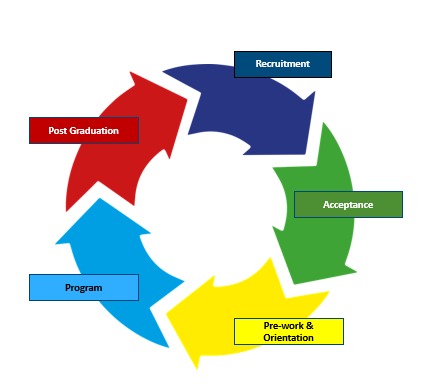 Recruitment
Acceptance
Pre-work &
Orientation
Program
Post Graduation